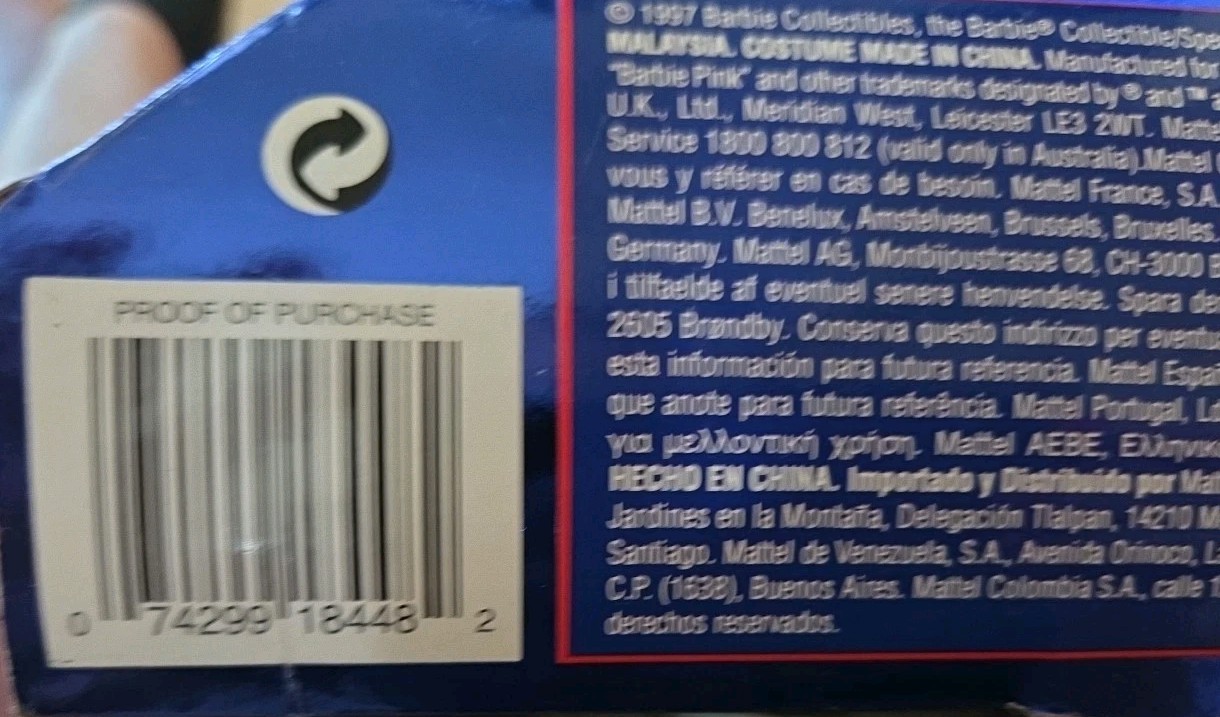 PROOF OF PURCHASE
0 74299 18448 2
© 1997 Barbie Collectibles, the Barbie® Collectible/Spe
MALAYSIA. COSTUME MADE IN CHINA. Manufactured for
"Barbie Pink" and other trademarks designated by ® and ™ a
U.K., Ltd., Meridian West, Leicester LE3 2WT. Matte
Service 1800 800 812 (valid only in Australia).Mattel
vous y référer en cas de besoin. Mattel France, S.A.
Mattel B.V. Benelux, Amstelveen, Brussels, Bruxelles.
Germany. Mattel AG, Monbijoustrasse 68, CH-3000 B
i tilfælde af eventuel senere henvendelse. Spara de
2605 Brøndby. Conserva questo indirizzo per eventu
esta información para futura referencia. Mattel Españ
que anote para futura referência. Mattel Portugal, L
για μελλοντική χρήση. Mattel AEBE, Ελληνικ
HECHO EN CHINA. Importado y Distribuido por Mat
Jardines en la Montaña, Delegación Tlalpan, 14210 M
Santiago. Mattel de Venezuela, S.A., Avenida Orinoco, L
C.P. (1638), Buenos Aires. Mattel Colombia S.A., calle 1
derechos reservados.